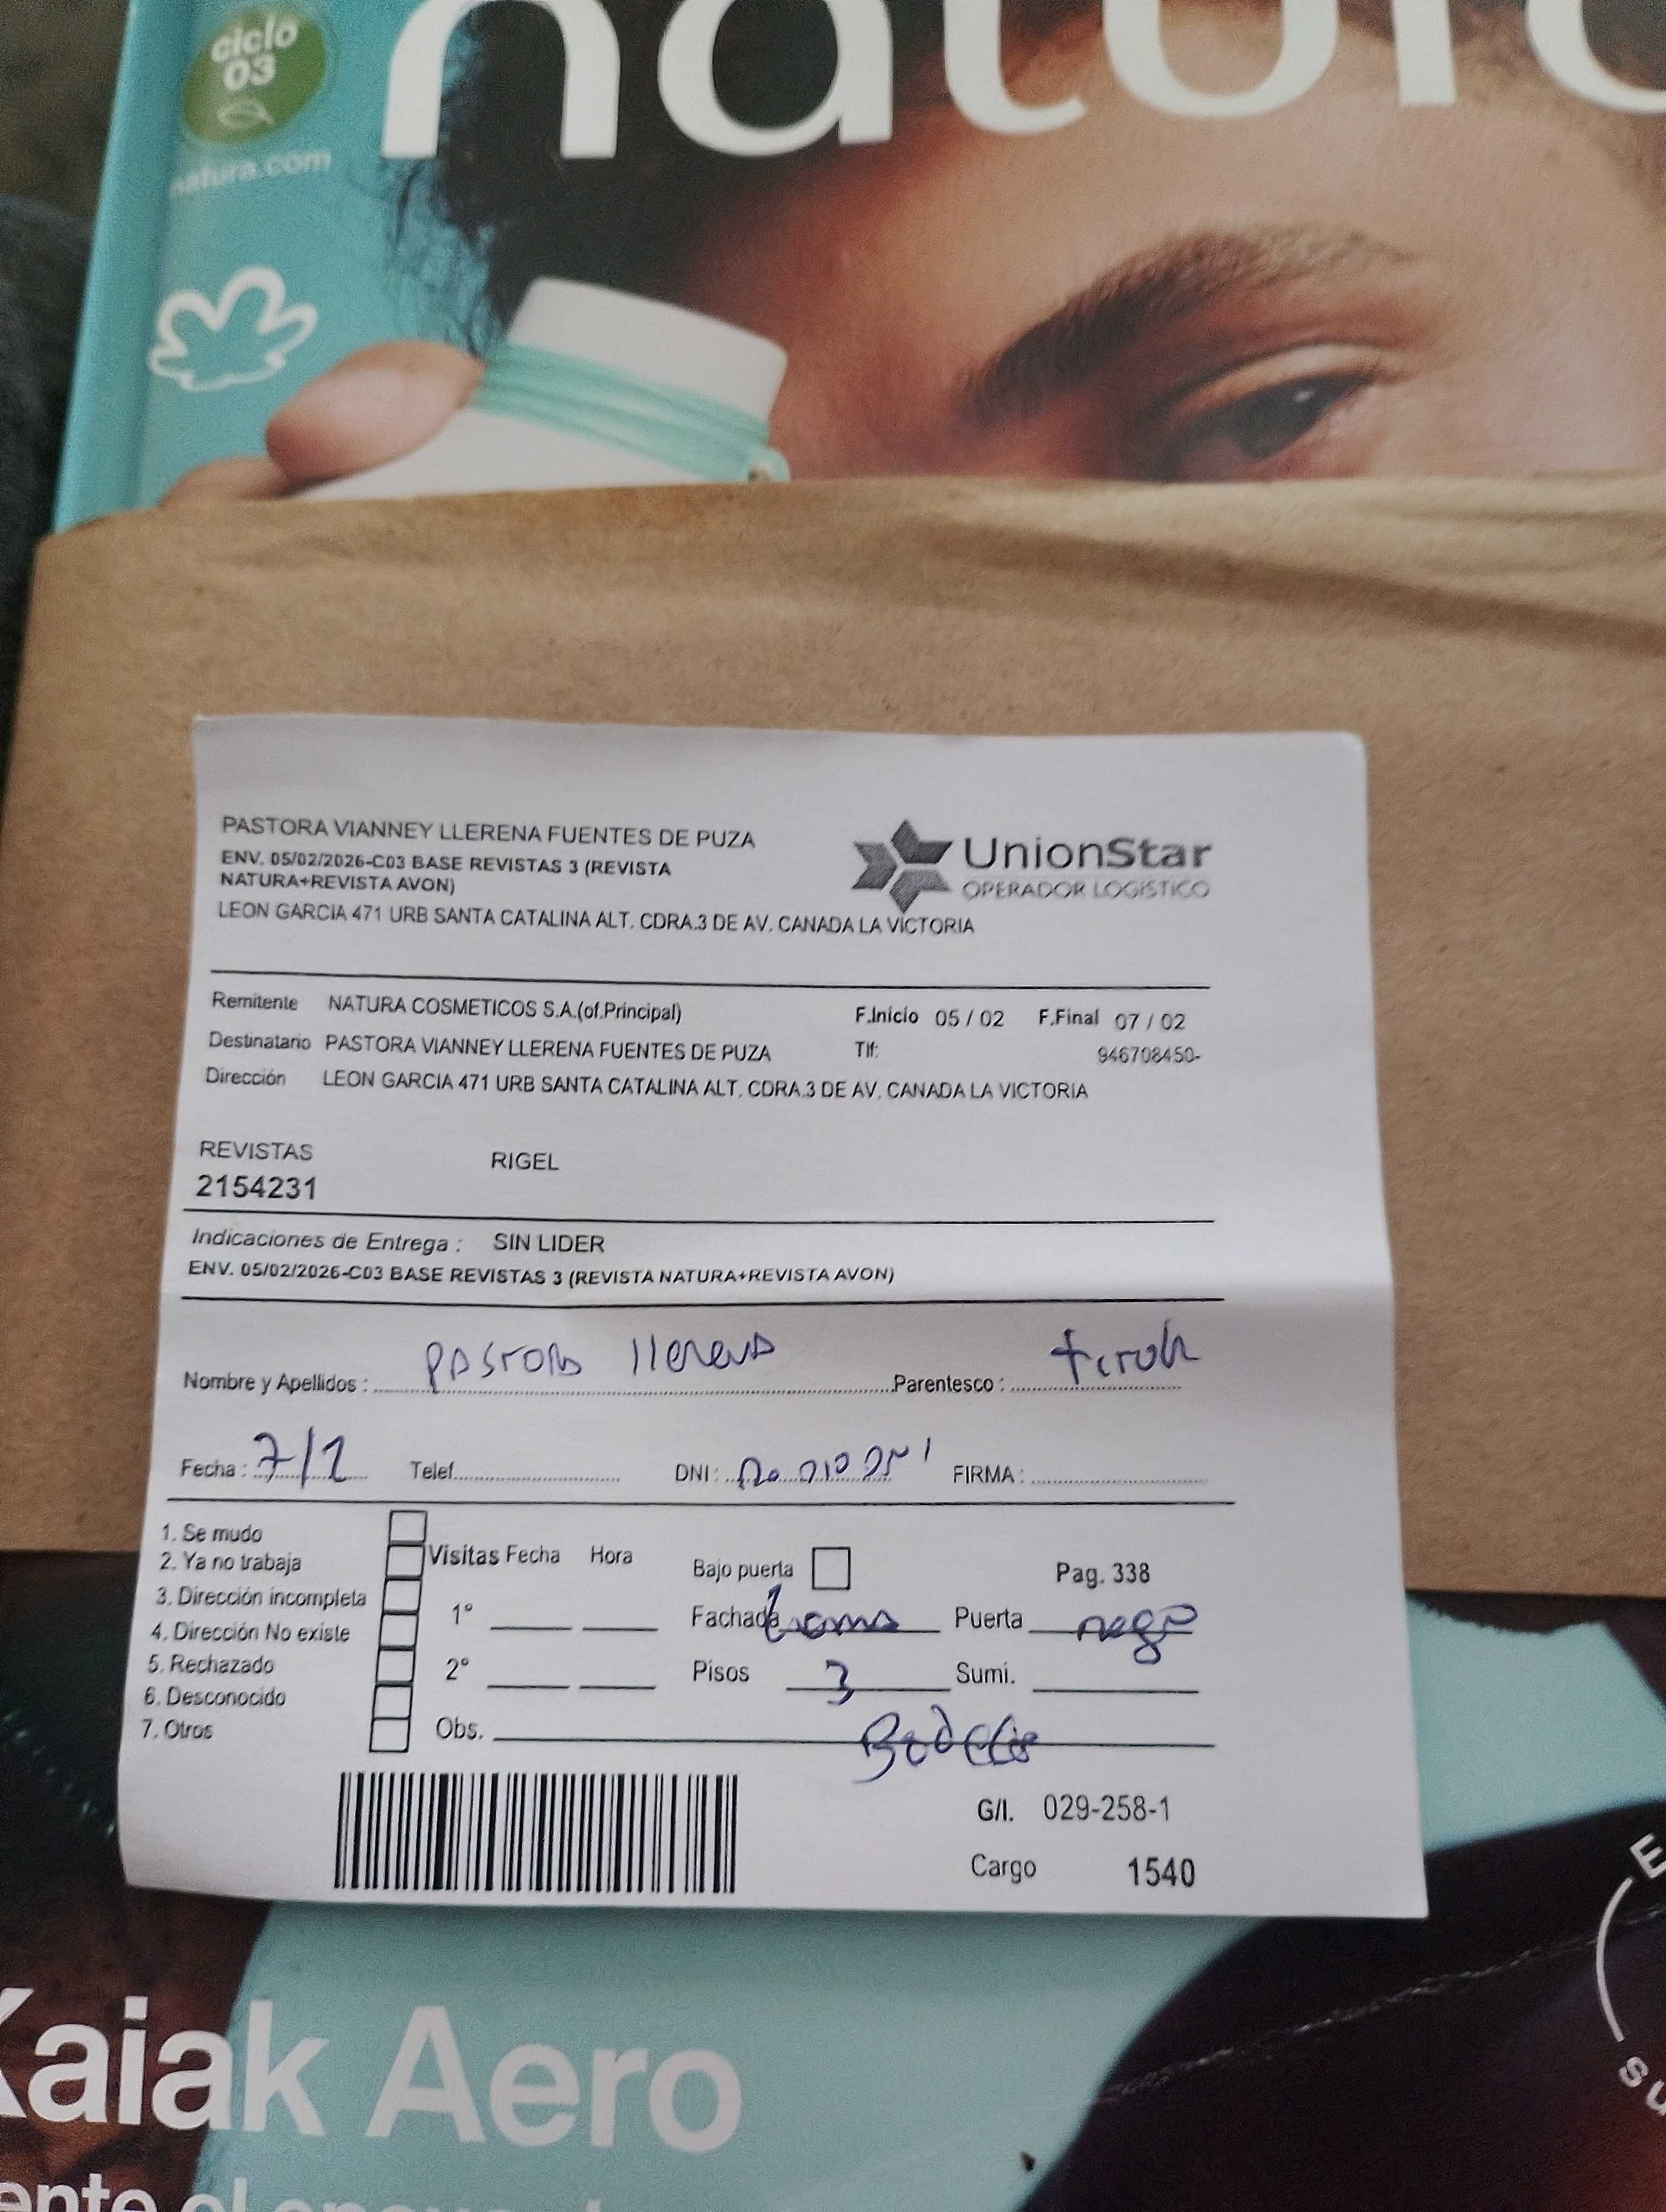 ciclo
03
natura.com
natura
PASTORA VIANNEY LLERENA FUENTES DE PUZA
ENV. 05/02/2026-C03 BASE REVISTAS 3 (REVISTA
NATURA+REVISTA AVON)
LEON GARCIA 471 URB SANTA CATALINA ALT. CDRA.3 DE AV. CANADA LA VICTORIA
UnionStar
OPERADOR LOGÍSTICO
Remitente NATURA COSMETICOS S.A.(of.Principal) F.Inicio 05 / 02 F.Final 07 / 02
Destinatario PASTORA VIANNEY LLERENA FUENTES DE PUZA Tlf: 946708450-
Dirección LEON GARCIA 471 URB SANTA CATALINA ALT. CDRA.3 DE AV. CANADA LA VICTORIA
REVISTAS RIGEL
2154231
Indicaciones de Entrega : SIN LIDER
ENV. 05/02/2026-C03 BASE REVISTAS 3 (REVISTA NATURA+REVISTA AVON)
Nombre y Apellidos : Pastora llerena Parentesco :
Fecha : 7/2 Telef. DNI : FIRMA :
1. Se mudo
2. Ya no trabaja
3. Dirección incompleta
4. Dirección No existe
5. Rechazado
6. Desconocido
7. Otros
Visitas Fecha Hora
1°
2°
Obs.
Bajo puerta Pag. 338
Fachada Puerta negro
Pisos 3 Sumi.
G/I. 029-258-1
Cargo 1540
Kaiak Aero